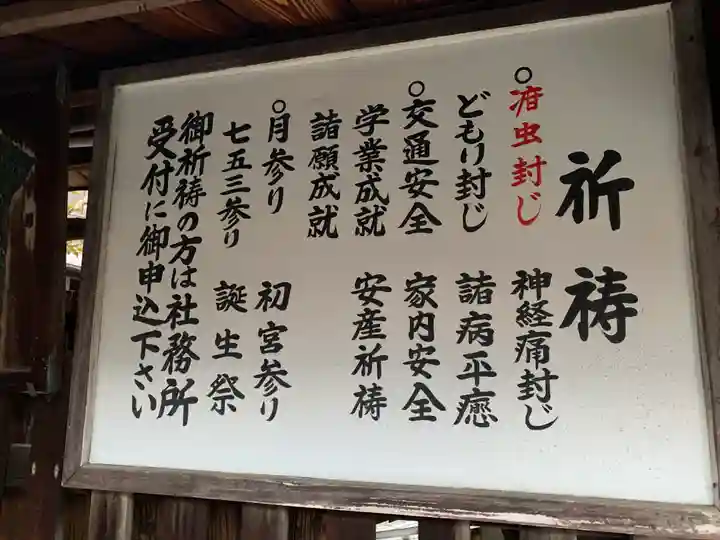 祈祷
○疳虫封じ 神経痛封じ
どもり封じ 諸病平癒
○交通安全 家内安全
学業成就 安産祈祷
諸願成就
○月参り 初宮参り
七五三参り 誕生祭
御祈祷の方は社務所
受付に御申込下さい